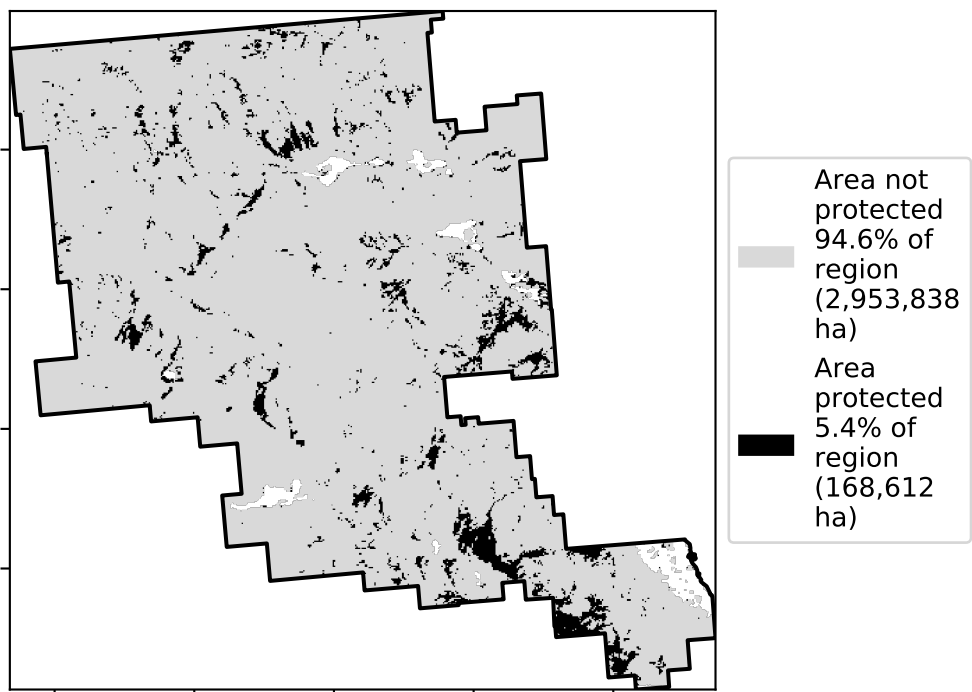 Area not
protected
94.6% of
region
(2,953,838
ha)
Area
protected
5.4% of
region
(168,612
ha)